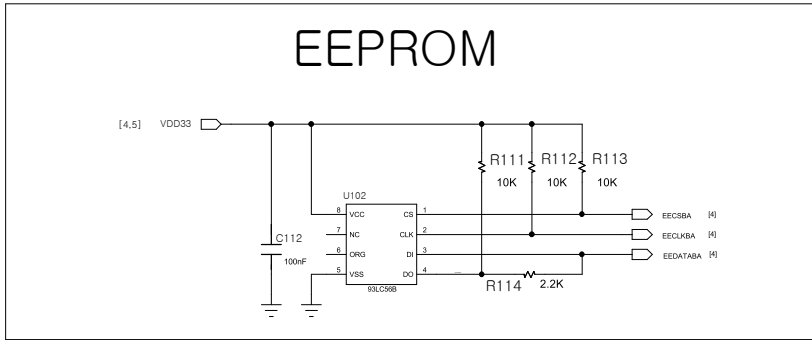 EEPROM
[4,5] VDD33
R111 R112 R113
10K 10K 10K
U102
8 VCC CS 1
7 NC CLK 2
6 ORG DI 3
5 VSS DO 4
93LC56B
C112
100nF
EECSBA [4]
EECLKBA [4]
EEDATABA [4]
R114 2.2K